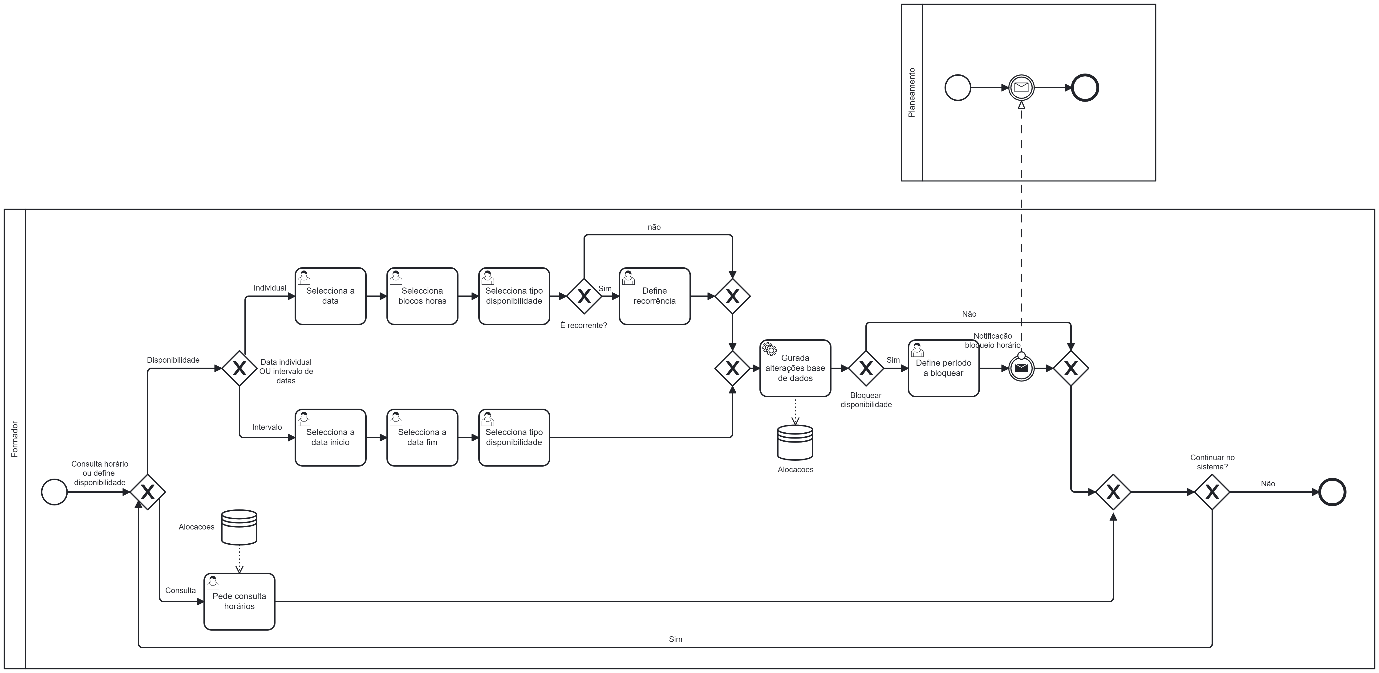 Planeamento
Formador
não
Individual
Selecciona a
data
Selecciona
blocos horas
Selecciona tipo
disponibilidade
Sim
É recorrente?
Define
recorrência
Disponibilidade
Data individual
OU intervalo de
datas
Intervalo
Selecciona a
data início
Selecciona a
data fim
Selecciona tipo
disponibilidade
Gurada
alterações base
de dados
Alocacoes
Bloquear
disponibilidade
Sim
Não
Define período
a bloquear
Notificação
bloqueio horário
Consulta horário
ou define
disponibilidade
Alocacoes
Consulta
Pede consulta
horários
Continuar no
sistema?
Não
Sim